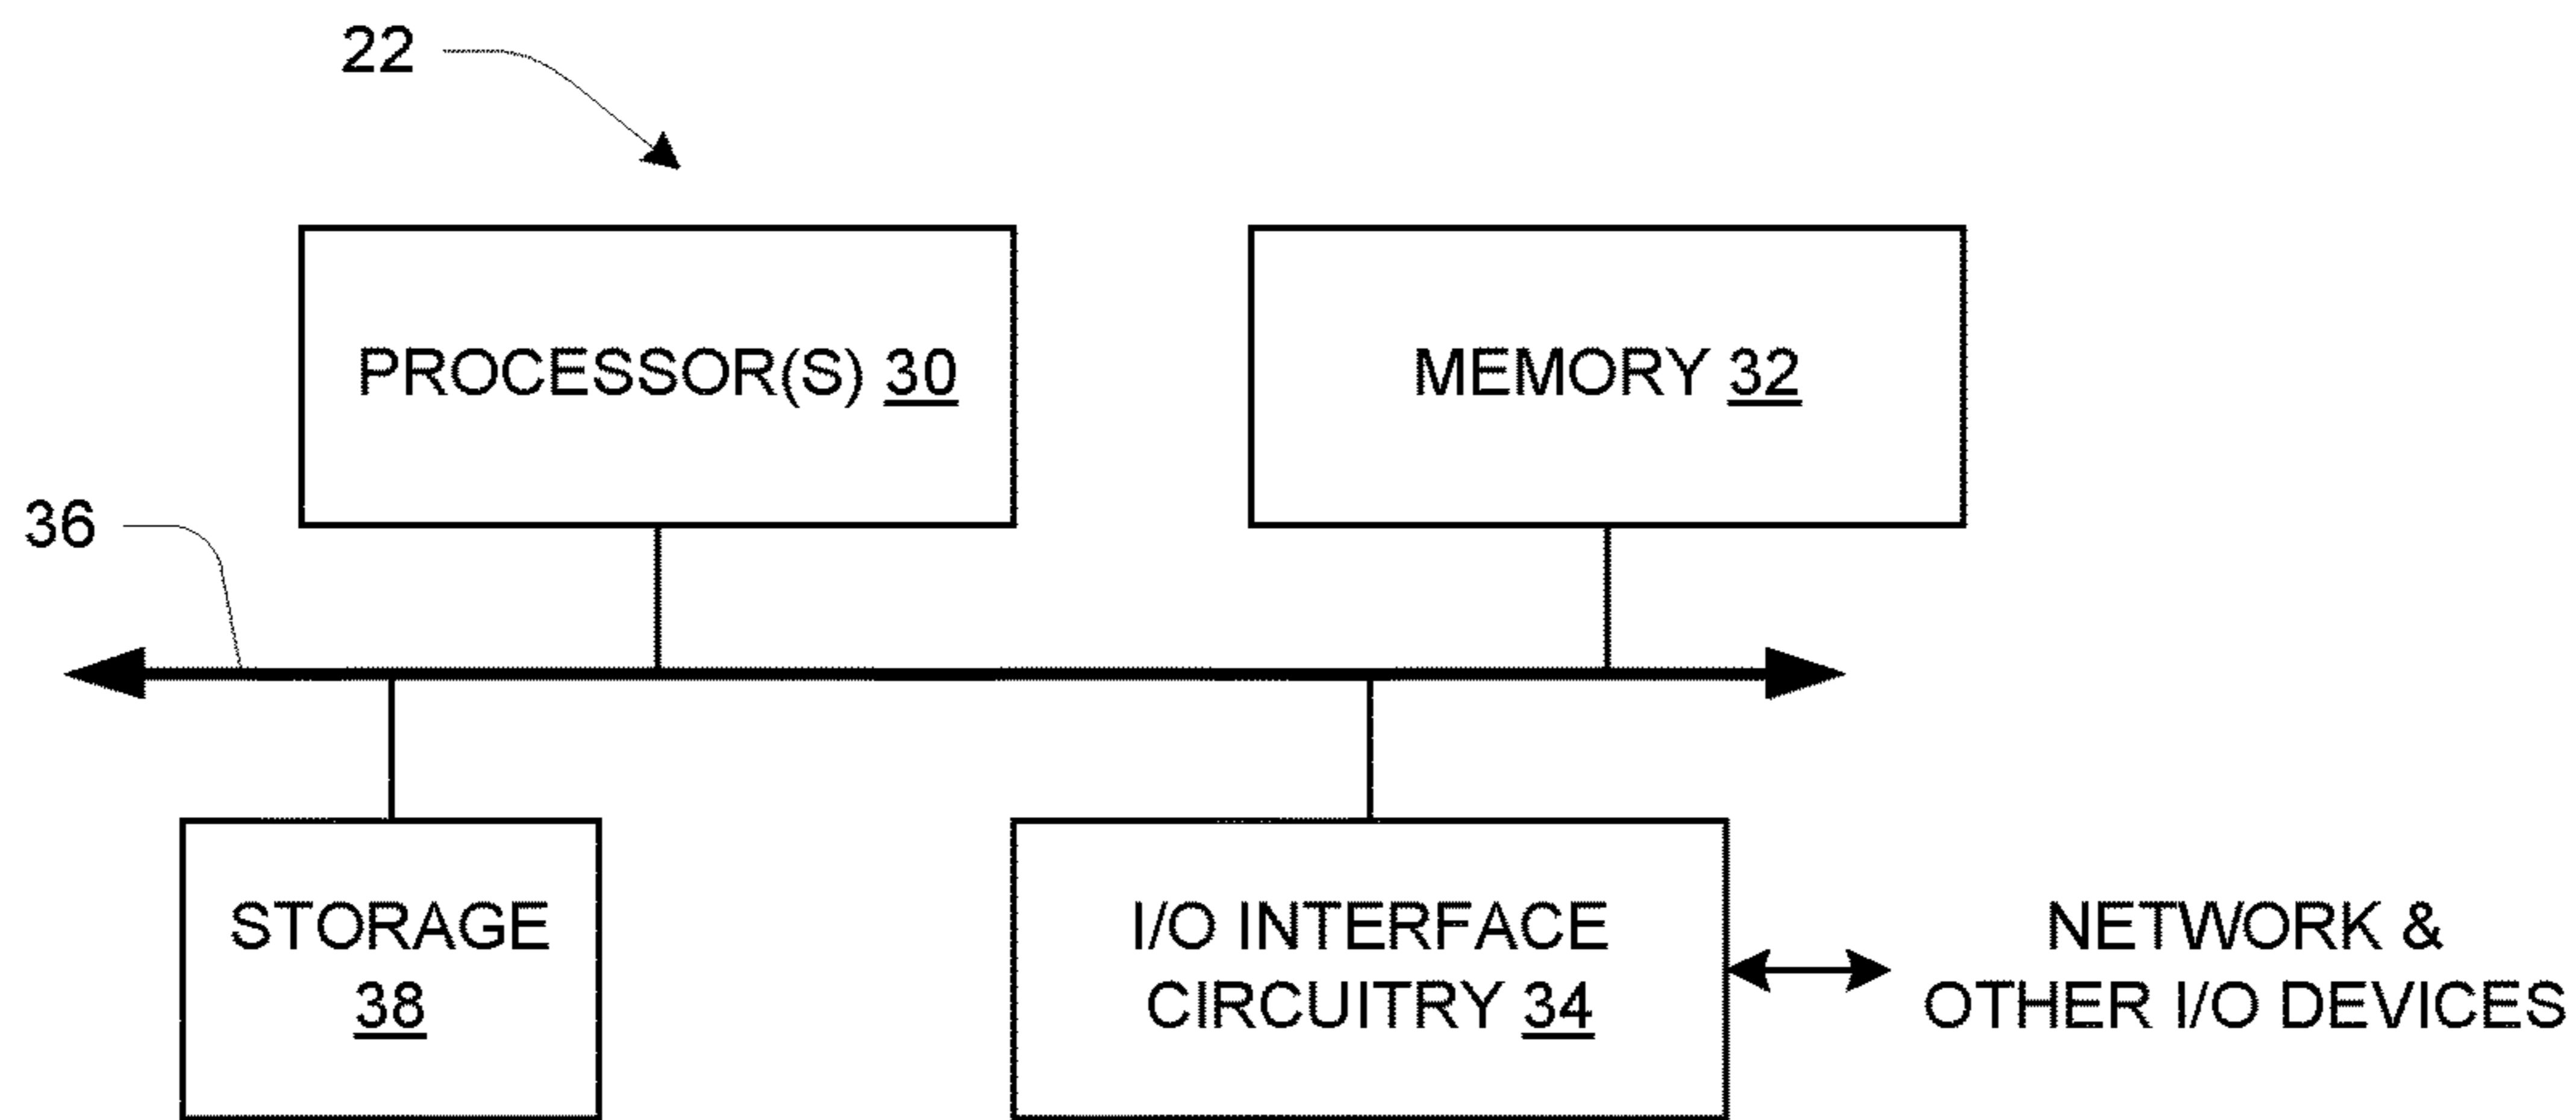 22
PROCESSOR(S) 30
MEMORY 32
36
STORAGE
38
I/O INTERFACE
CIRCUITRY 34
NETWORK &
OTHER I/O DEVICES